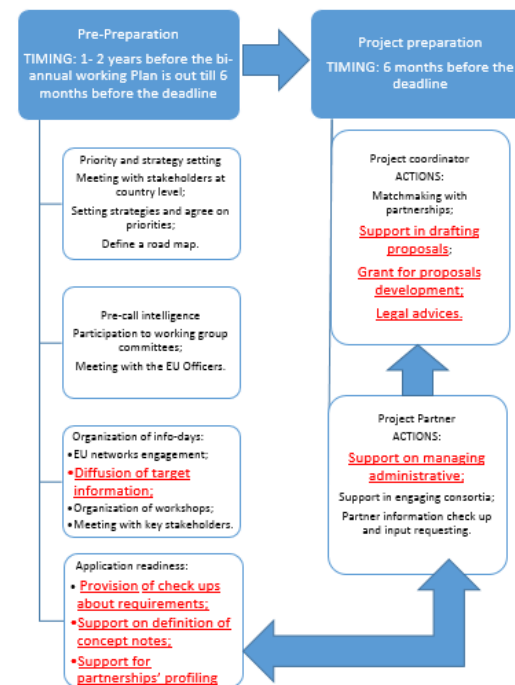 Pre-Preparation
TIMING: 1- 2 years before the bi-
annual working Plan is out till 6
months before the deadline
Project preparation
TIMING: 6 months before the
deadline
Priority and strategy setting
Meeting with stakeholders at
country level;
Setting strategies and agree on
priorities;
Define a road map.
Pre-call intelligence
Participation to working group
committees;
Meeting with the EU Officers.
Organization of info-days:
•EU networks engagement;
•Diffusion of target
information;
•Organization of workshops;
•Meeting with key stakeholders.
Application readiness:
• Provision of check ups
about requirements;
•Support on definition of
concept notes;
•Support for
partnerships' profiling
Project coordinator
ACTIONS:
Matchmaking with
partnerships;
Support in drafting
proposals;
Grant for proposals
development;
Legal advices.
Project Partner
ACTIONS:
Support on managing
administrative;
Support in engaging consortia;
Partner information check up
and input requesting.